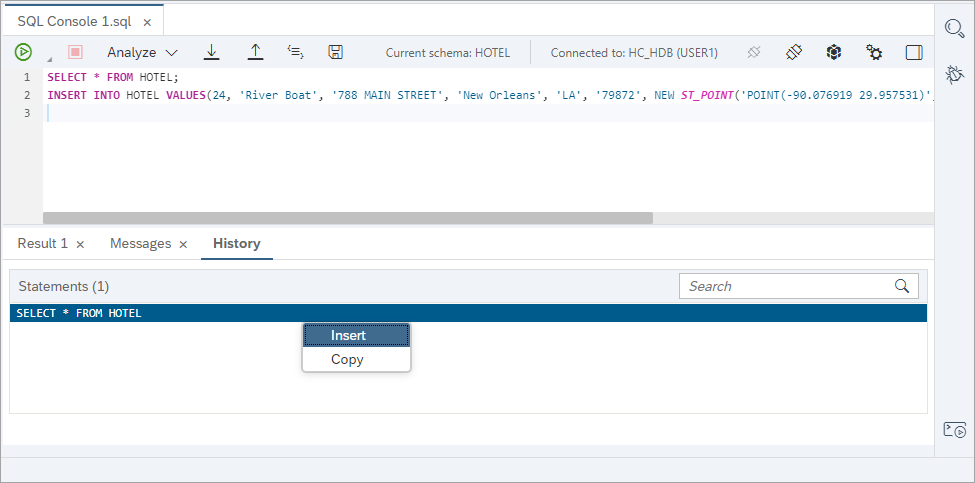 SQL Console 1.sql ×
Analyze Current schema: HOTEL Connected to: HC_HDB (USER1)
1 SELECT * FROM HOTEL;
2 INSERT INTO HOTEL VALUES(24, 'River Boat', '788 MAIN STREET', 'New Orleans', 'LA', '79872', NEW ST_POINT('POINT(-90.076919 29.957531)',
3
Result 1 × Messages × History
Statements (1) Search
SELECT * FROM HOTEL
Insert
Copy